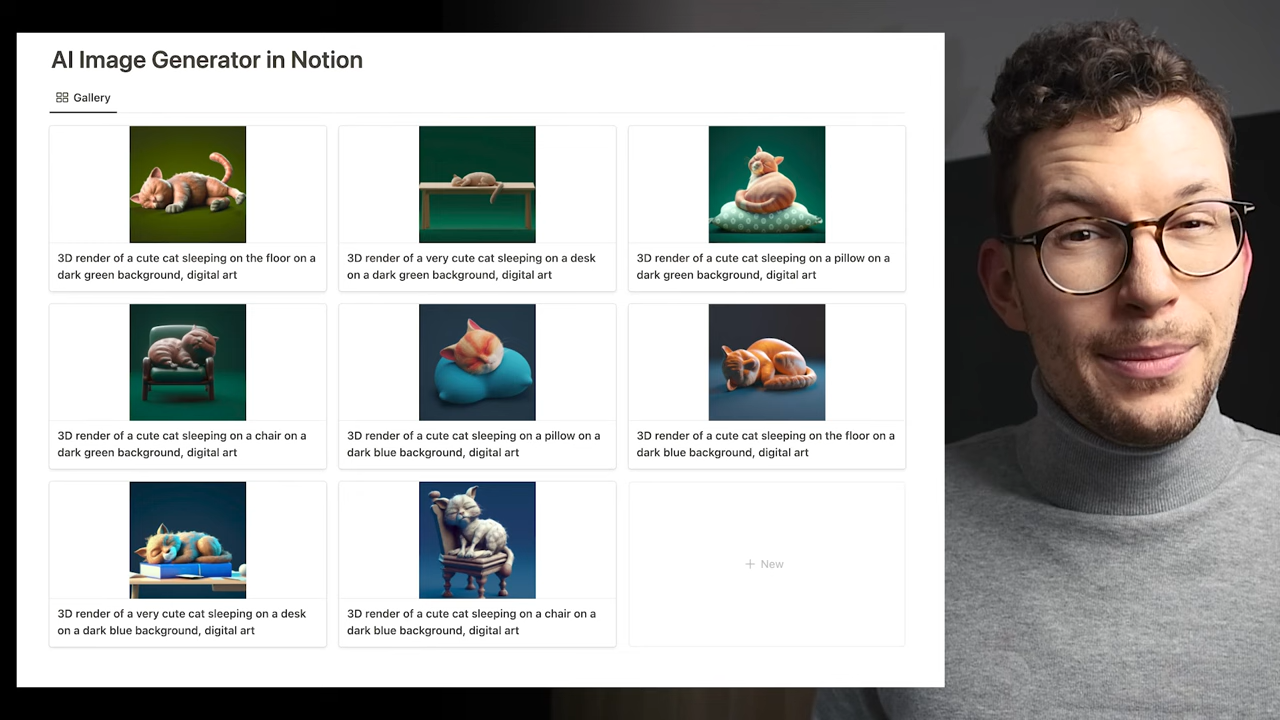 AI Image Generator in Notion
Gallery
3D render of a cute cat sleeping on the floor on a
dark green background, digital art
3D render of a very cute cat sleeping on a desk
on a dark green background, digital art
3D render of a cute cat sleeping on a pillow on a
dark green background, digital art
3D render of a cute cat sleeping on a chair on a
dark green background, digital art
3D render of a cute cat sleeping on a pillow on a
dark blue background, digital art
3D render of a cute cat sleeping on the floor on a
dark blue background, digital art
3D render of a very cute cat sleeping on a desk
on a dark blue background, digital art
3D render of a cute cat sleeping on a chair on a
dark blue background, digital art
+ New